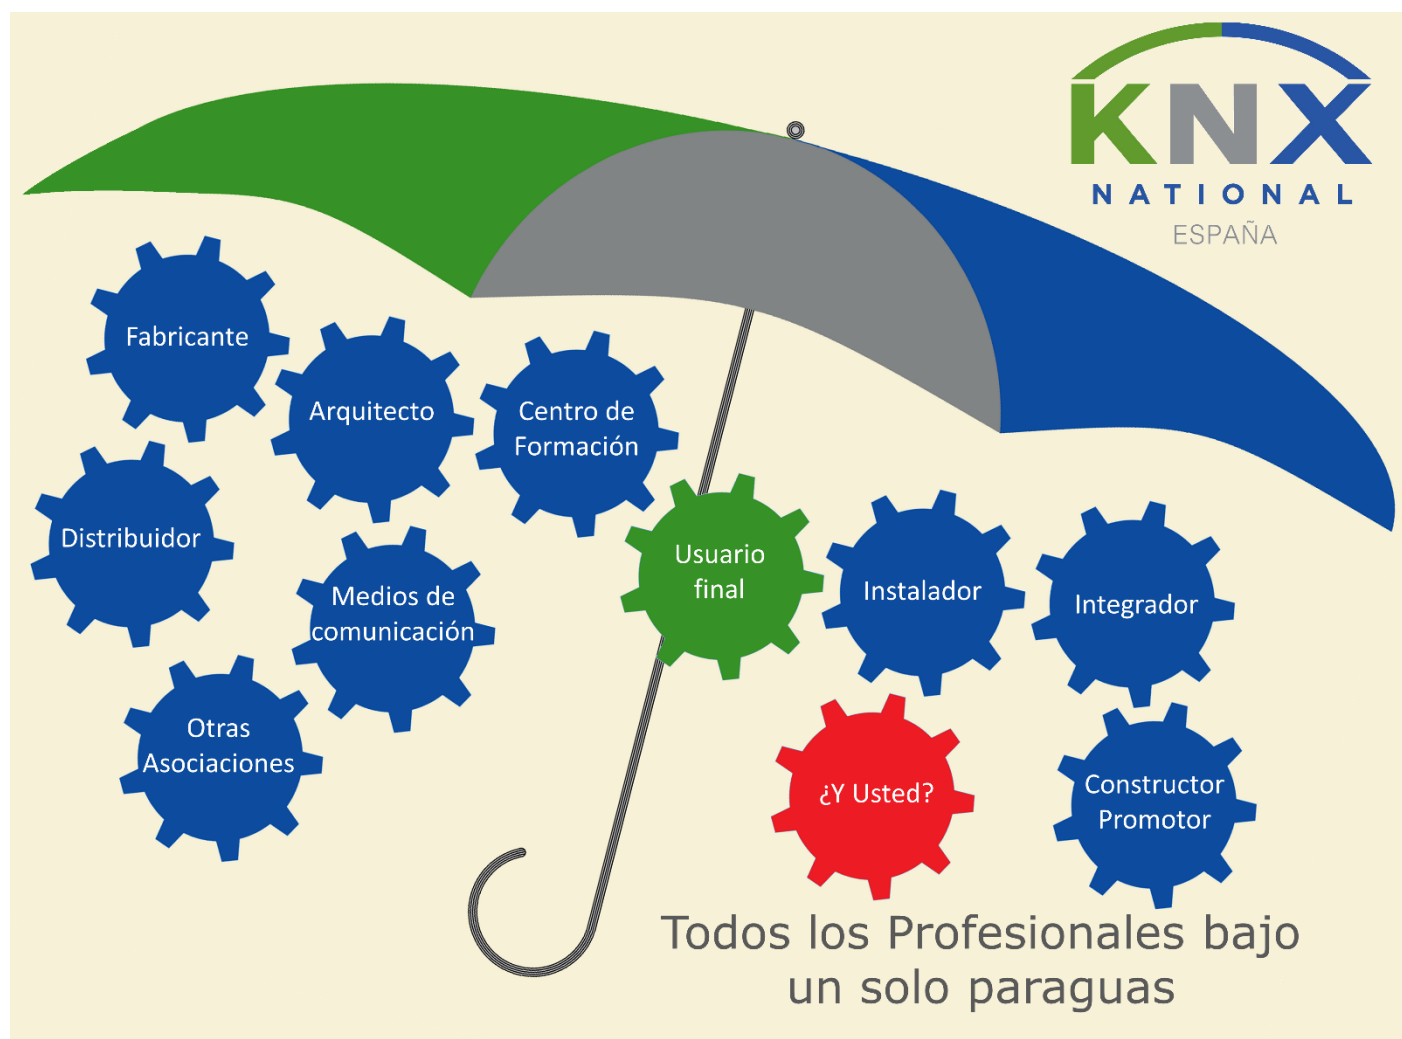 KNX
NATIONAL
ESPAÑA
Fabricante
Arquitecto
Centro de
Formación
Distribuidor
Medios de
comunicación
Usuario
final
Instalador
Integrador
Otras
Asociaciones
¿Y Usted?
Constructor
Promotor
Todos los Profesionales bajo
un solo paraguas